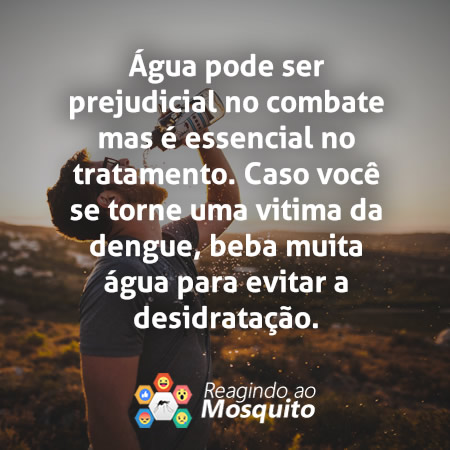 Água pode ser
prejudicial no combate
mas é essencial no
tratamento. Caso você
se torne uma vitima da
dengue, beba muita
água para evitar a
desidratação.
Reagindo ao
Mosquito